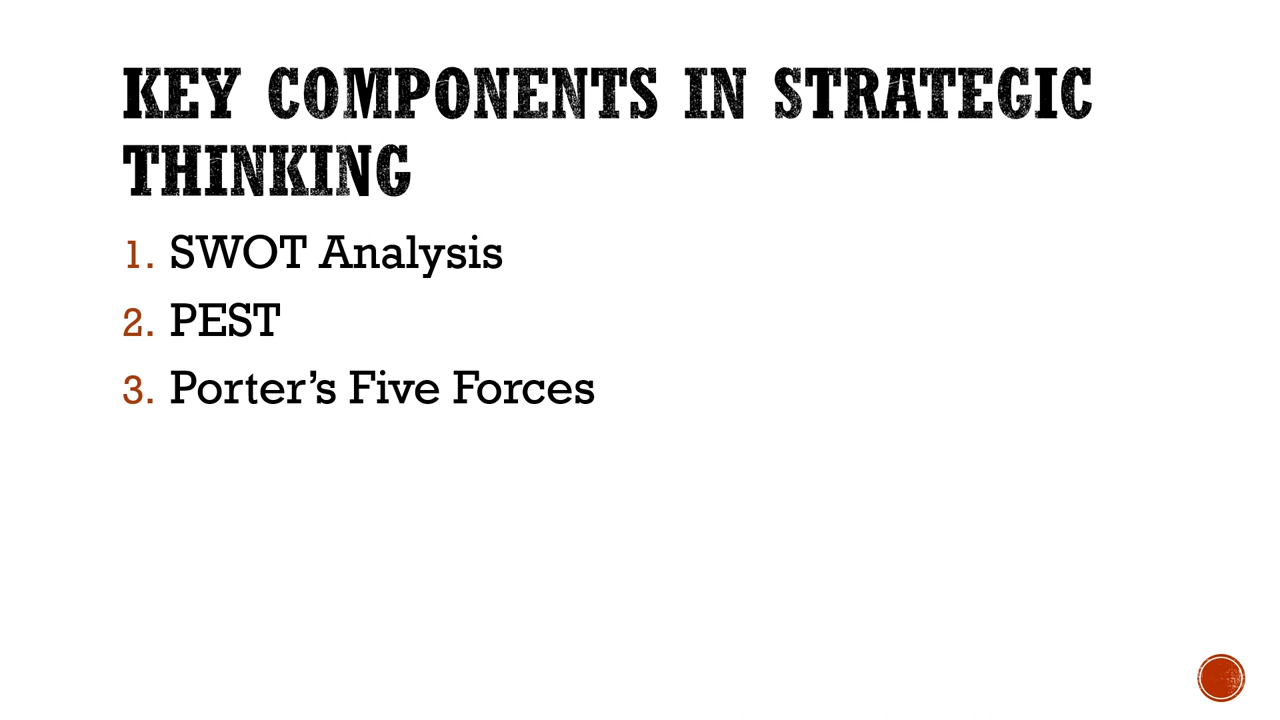 KEY COMPONENTS IN STRATEGIC
THINKING
1. SWOT Analysis
2. PEST
3. Porter’s Five Forces